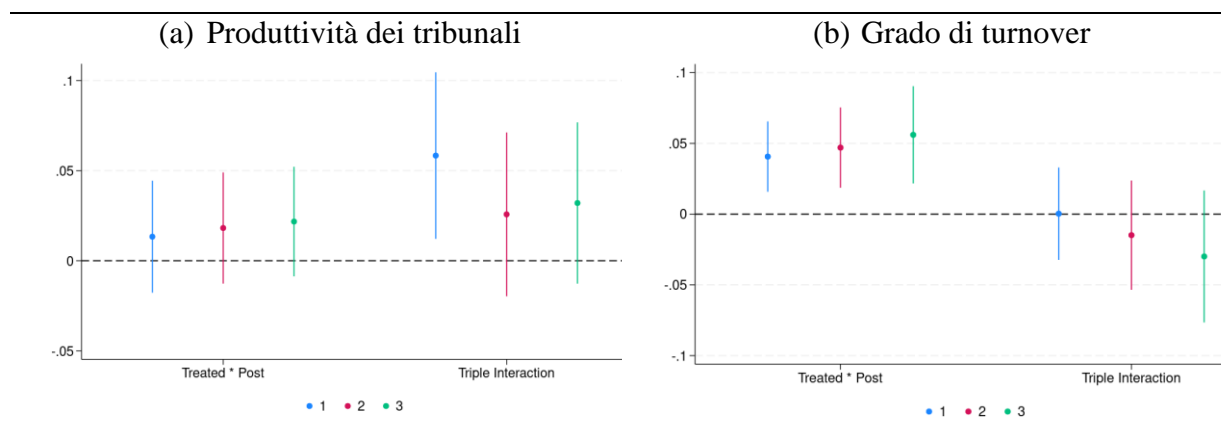 (a) Produttività dei tribunali
.1
.05
0
-.05
Treated * Post
Triple Interaction
1 2 3
(b) Grado di turnover
.1
.05
0
-.05
-.1
Treated * Post
Triple Interaction
1 2 3